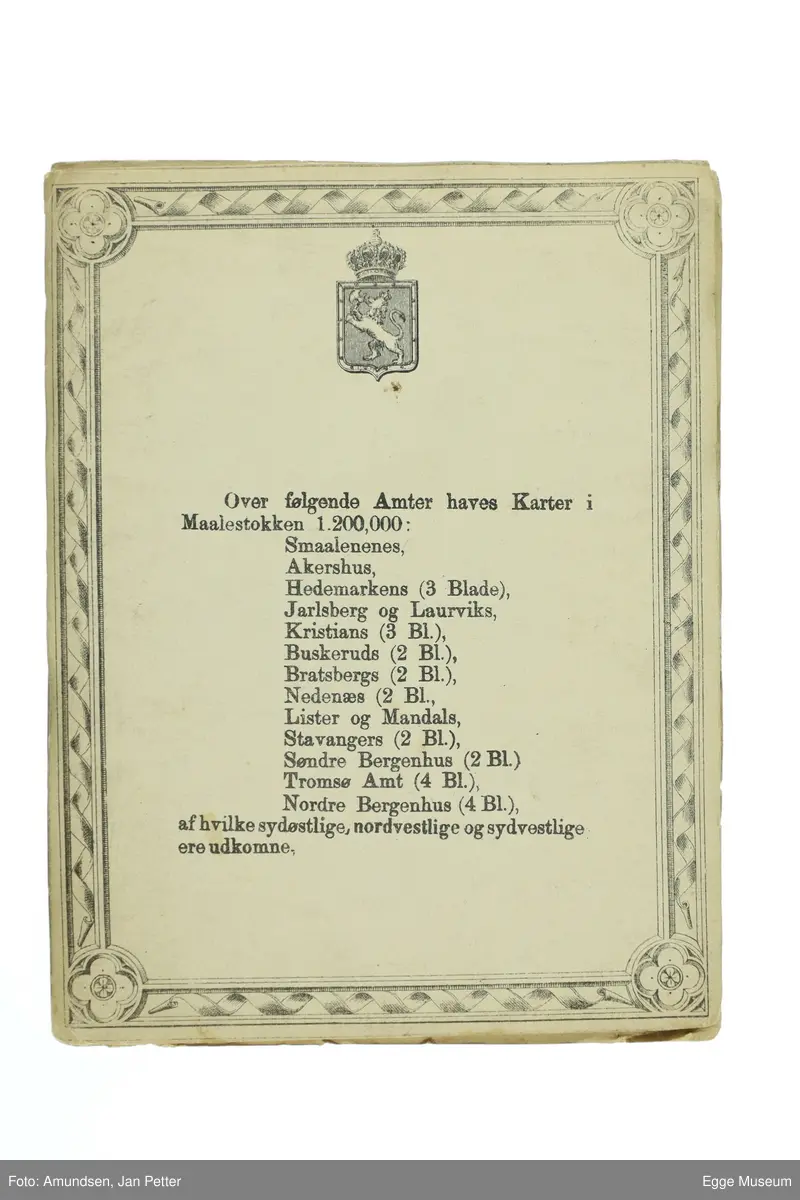 Over følgende Amter haves Karter i
Maalestokken 1.200,000:
Smaalenenes,
Akershus,
Hedemarkens (3 Blade),
Jarlsberg og Laurviks,
Kristians (3 Bl.),
Buskeruds (2 Bl.),
Bratsbergs (2 Bl.),
Nedenæs (2 Bl.,
Lister og Mandals,
Stavangers (2 Bl.),
Søndre Bergenhus (2 Bl.)
Tromsø Amt (4 Bl.),
Nordre Bergenhus (4 Bl.),
af hvilke sydøstlige, nordvestlige og sydvestlige
ere udkomne,
Foto: Amundsen, Jan Petter
Egge Museum